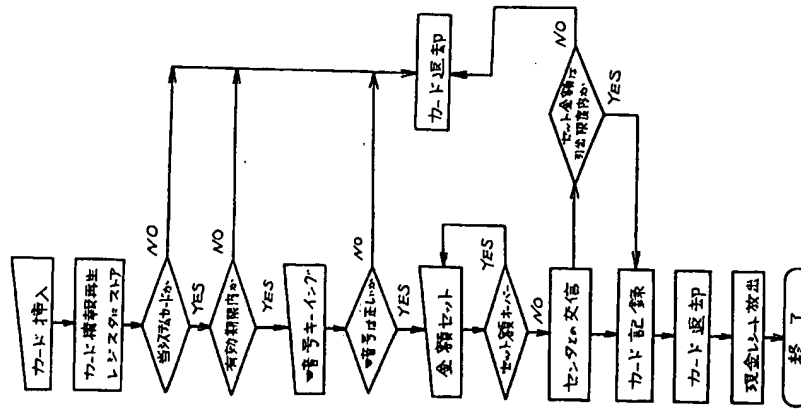 カード挿入
カード情報再生
レジスタにストア
当システムカードか
NO
YES
有効期限内か
NO
YES
暗号キーイング
暗号は正しいか
NO
YES
金額セット
セット額オーバー
YES
NO
センタとの交信
カード記録
カード返却
現金レシート放出
終了
カード返却
セット金額は
引出限度内か
NO
YES